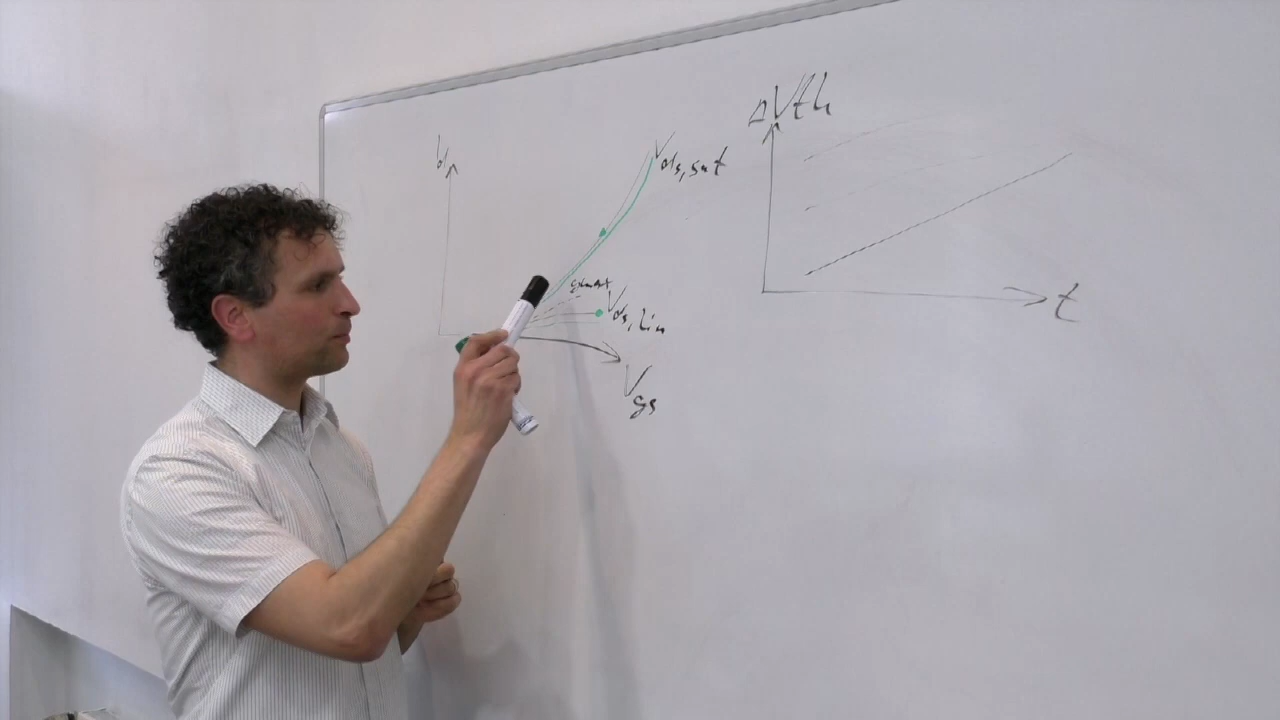 Id
Vds,sat
Vds,lin
Vgs
ΔVth
t